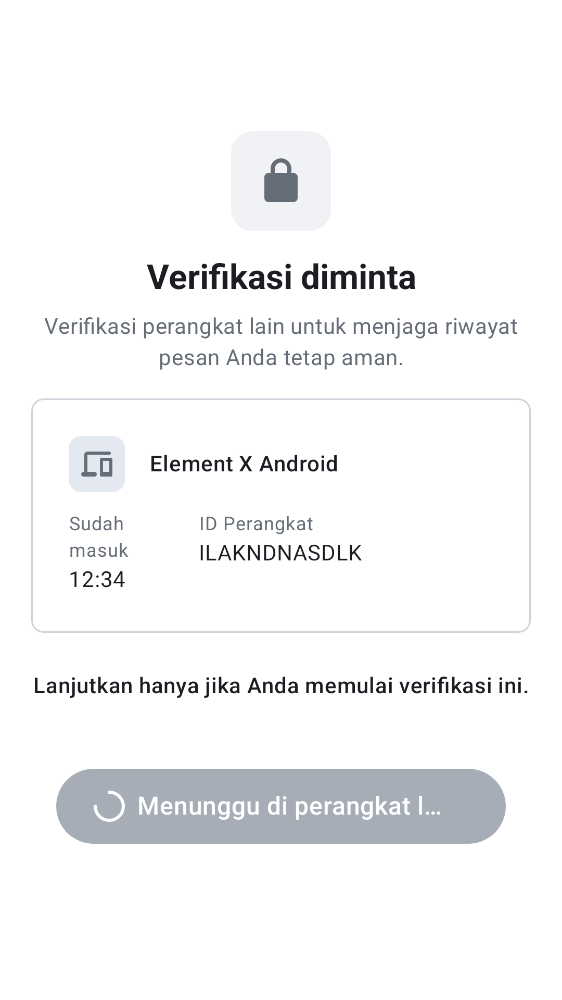 Verifikasi diminta
Verifikasi perangkat lain untuk menjaga riwayat
pesan Anda tetap aman.
Element X Android
Sudah
masuk
12:34
ID Perangkat
ILAKNDNASDLK
Lanjutkan hanya jika Anda memulai verifikasi ini.
Menunggu di perangkat l…